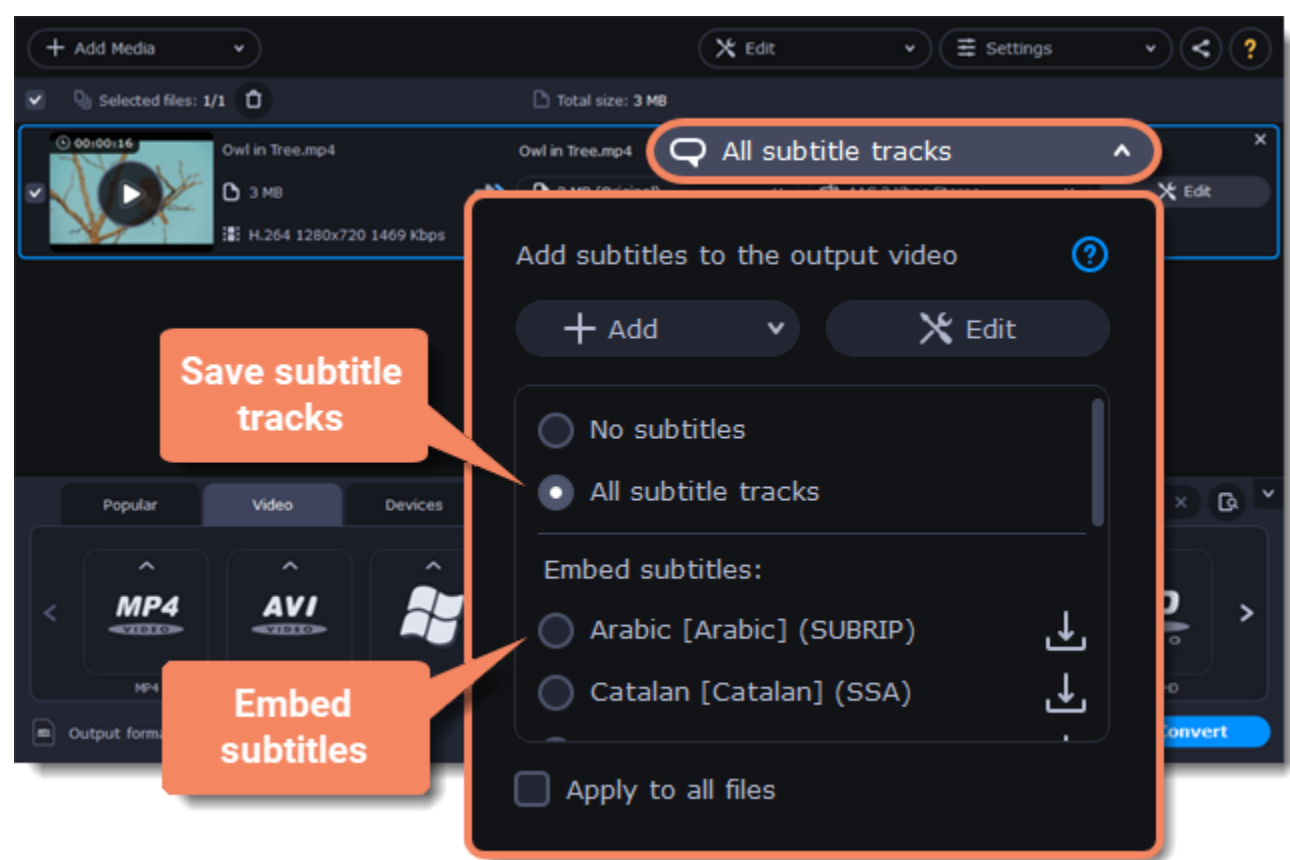 Add Media
Edit
Settings
?
Selected files: 1/1
Total size: 3 MB
00:00:16
Owl in Tree.mp4
3 MB
H.264 1280x720 1469 Kbps
Owl in Tree.mp4
All subtitle tracks
Edit
Add subtitles to the output video
?
Add
Edit
Save subtitle
tracks
No subtitles
All subtitle tracks
Popular
Video
Devices
Embed subtitles:
MP4
VIDEO
AVI
VIDEO
Arabic [Arabic] (SUBRIP)
Catalan [Catalan] (SSA)
MP4
Embed
subtitles
Output
Convert
Apply to all files